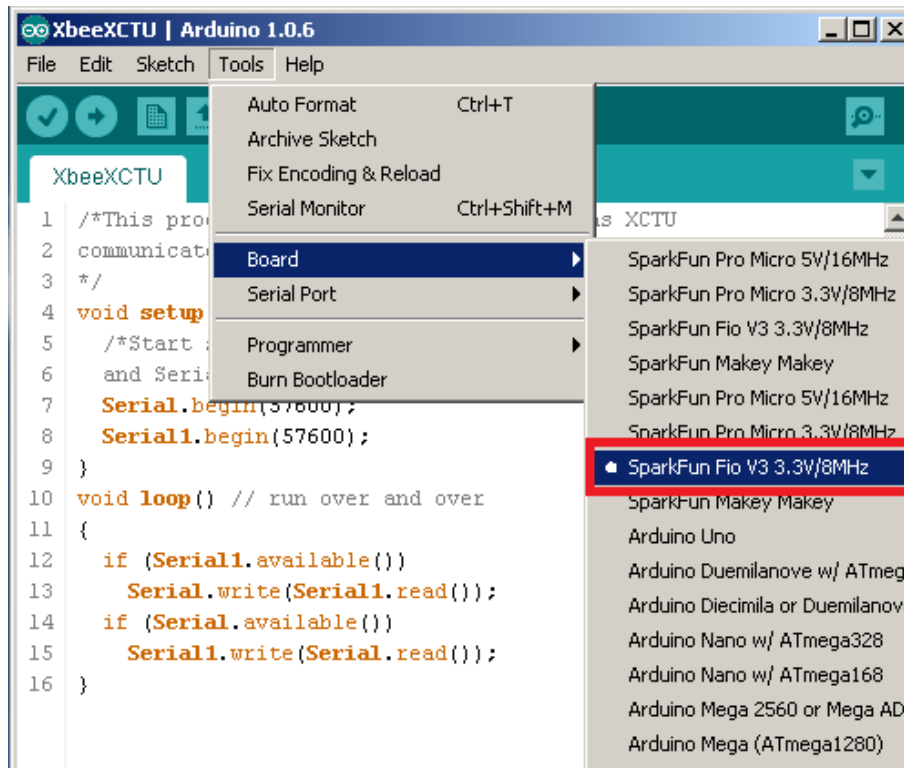 XbeeXCTU | Arduino 1.0.6
File Edit Sketch Tools Help
Auto Format Ctrl+T
Archive Sketch
Fix Encoding & Reload
Serial Monitor Ctrl+Shift+M
Board
Serial Port
Programmer
Burn Bootloader
SparkFun Pro Micro 5V/16MHz
SparkFun Pro Micro 3.3V/8MHz
SparkFun Fio V3 3.3V/8MHz
SparkFun Makey Makey
SparkFun Pro Micro 5V/16MHz
SparkFun Pro Micro 3.3V/8MHz
SparkFun Fio V3 3.3V/8MHz
SparkFun Makey Makey
Arduino Uno
Arduino Duemilanove w/ ATmeg
Arduino Diecimila or Duemilanov
Arduino Nano w/ ATmega328
Arduino Nano w/ ATmega168
Arduino Mega 2560 or Mega AD
Arduino Mega (ATmega1280)
XbeeXCTU
1 /*This pro s XCTU
2 communicat
3 */
4 void setup
5 /*Start
6 and Seri
7 Serial.begin(57600);
8 Serial1.begin(57600);
9 }
10 void loop() // run over and over
11 {
12 if (Serial1.available())
13 Serial.write(Serial1.read());
14 if (Serial.available())
15 Serial1.write(Serial.read());
16 }